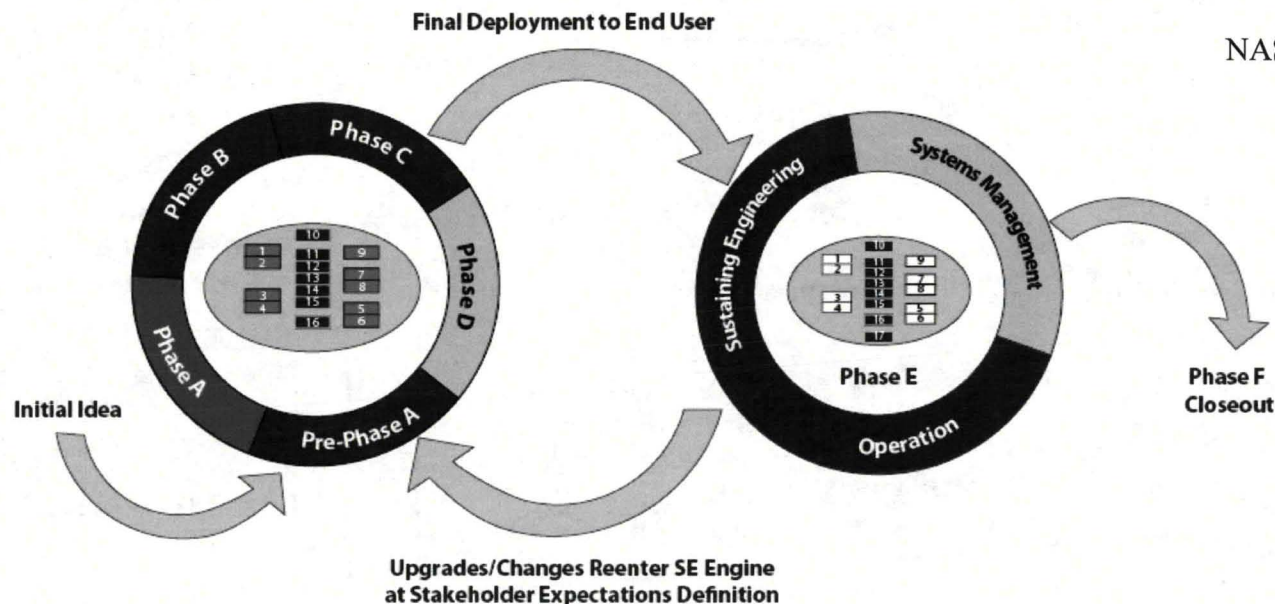 Final Deployment to End User
NAS
Phase B
Phase C
Phase D
Phase A
Pre-Phase A
10
1
2
11
12
13
14
15
9
7
8
3
4
5
6
16
Initial Idea
Sustaining Engineering
Systems Management
Operation
10
1
2
11
12
13
14
15
9
7
8
3
4
5
6
16
17
Phase E
Phase F
Closeout
Upgrades/Changes Reenter SE Engine
at Stakeholder Expectations Definition